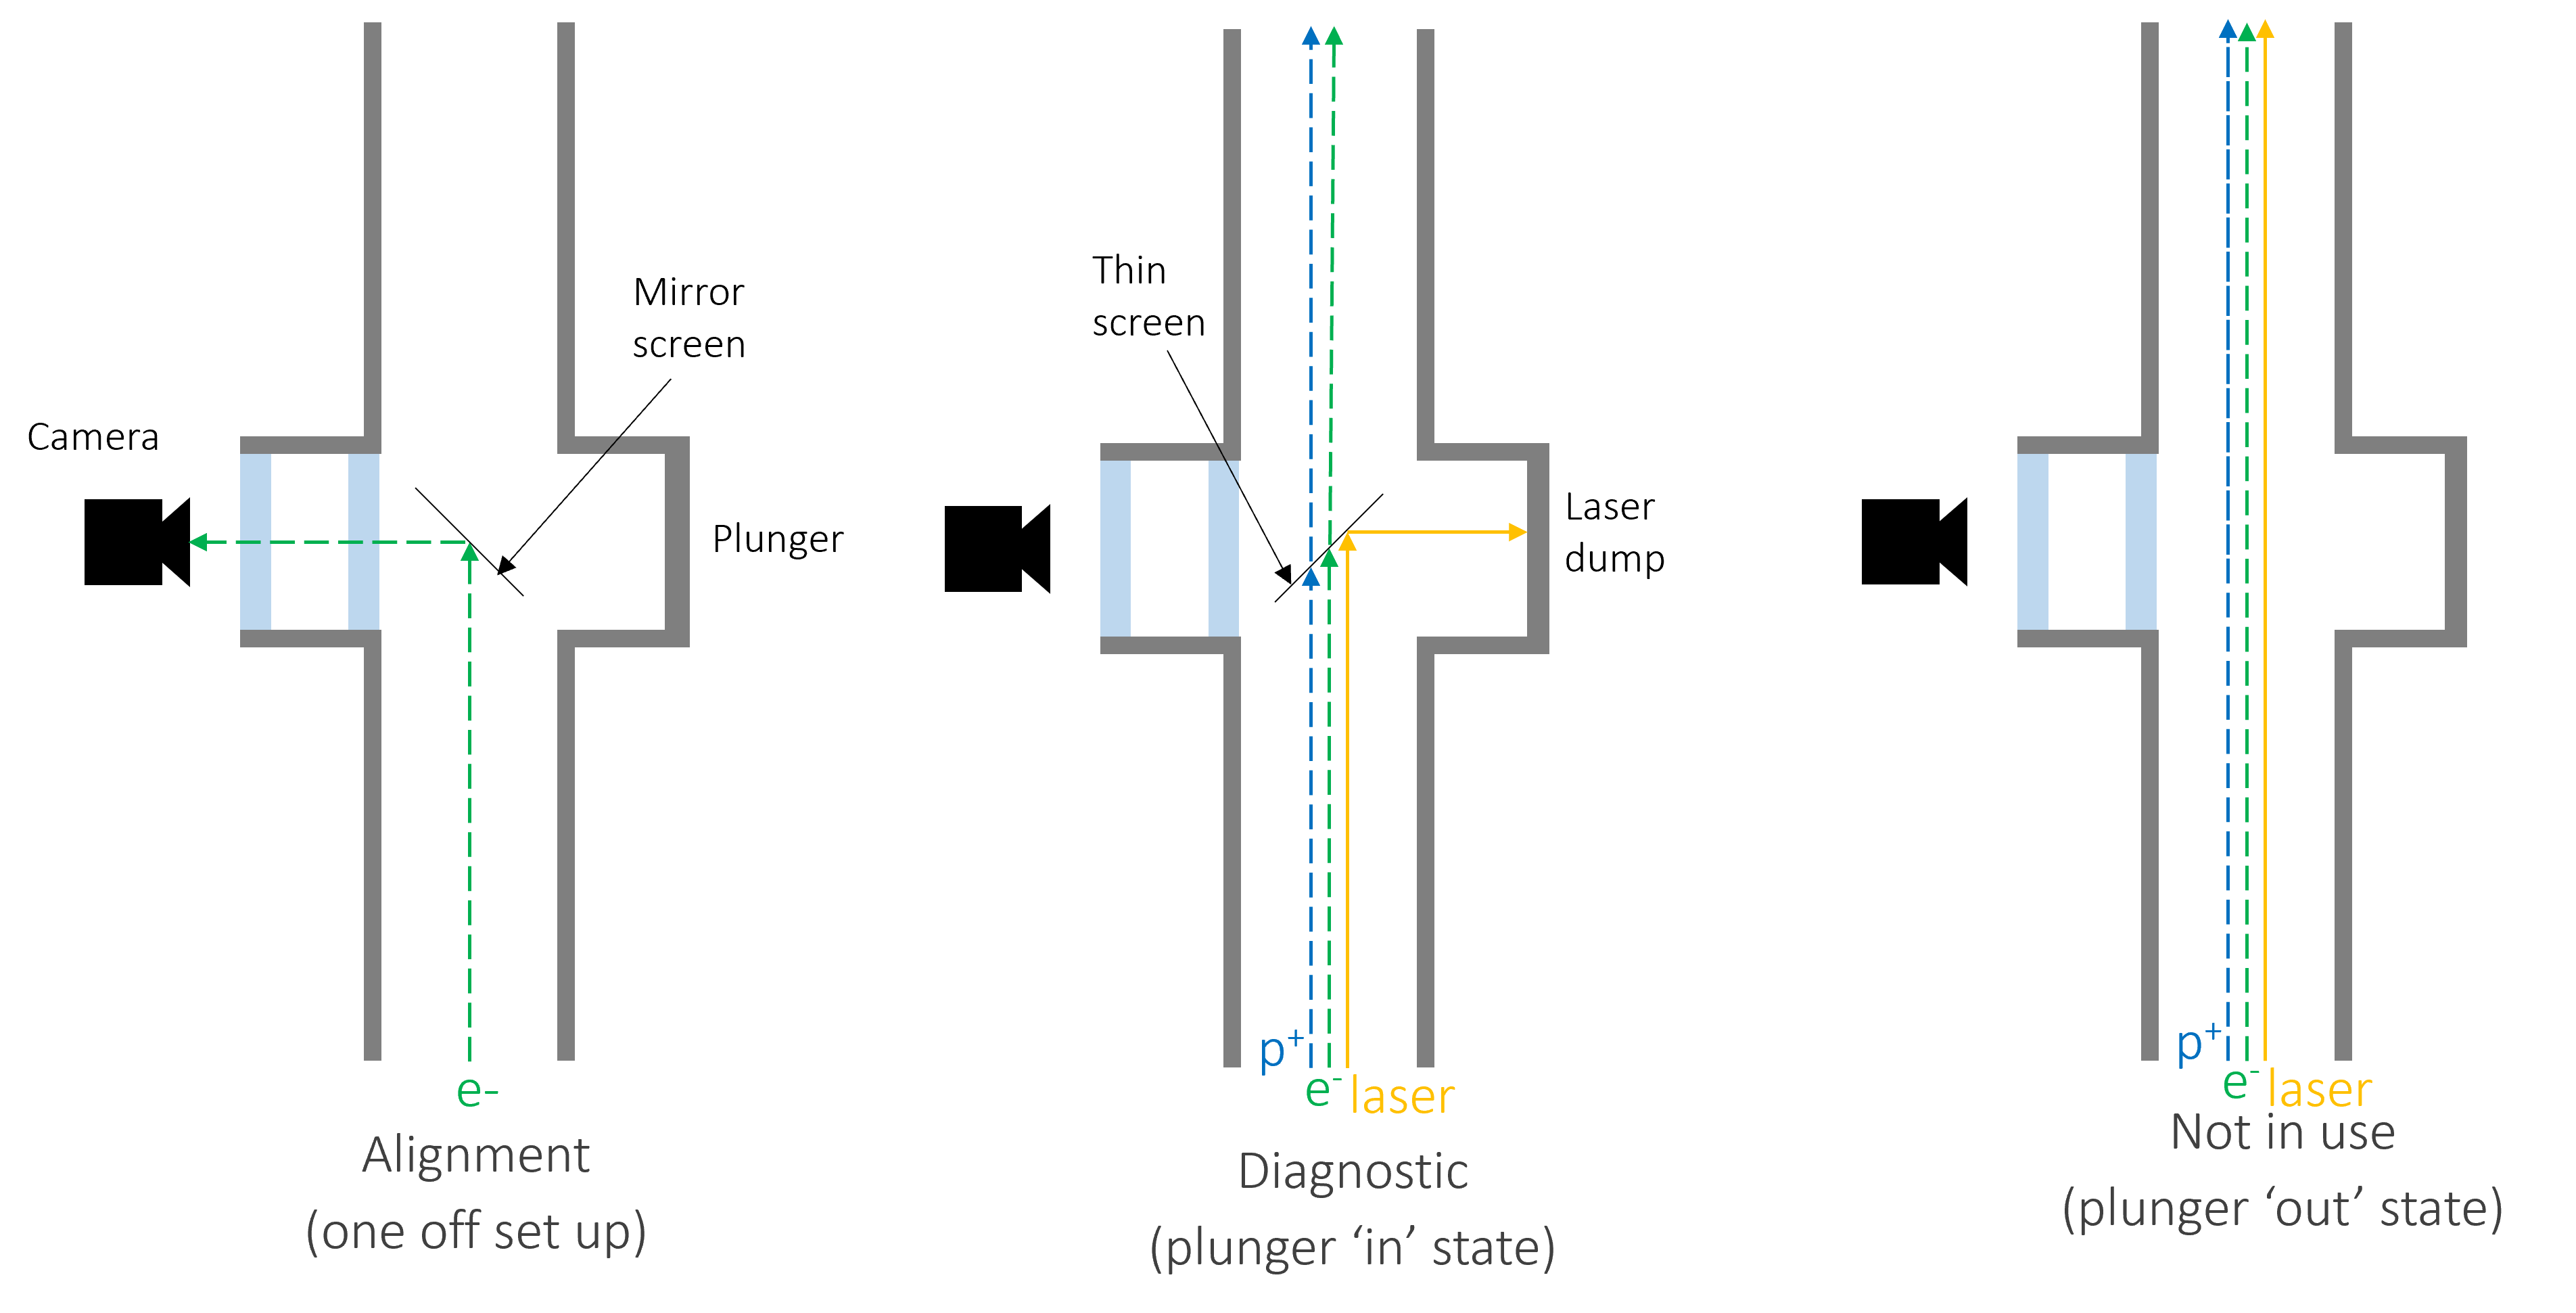 Camera
Mirror
screen
Plunger
e-
Alignment
(one off set up)
Thin
screen
Laser
dump
p⁺
e⁻
laser
Diagnostic
(plunger ‘in’ state)
p⁺
e⁻
laser
Not in use
(plunger ‘out’ state)